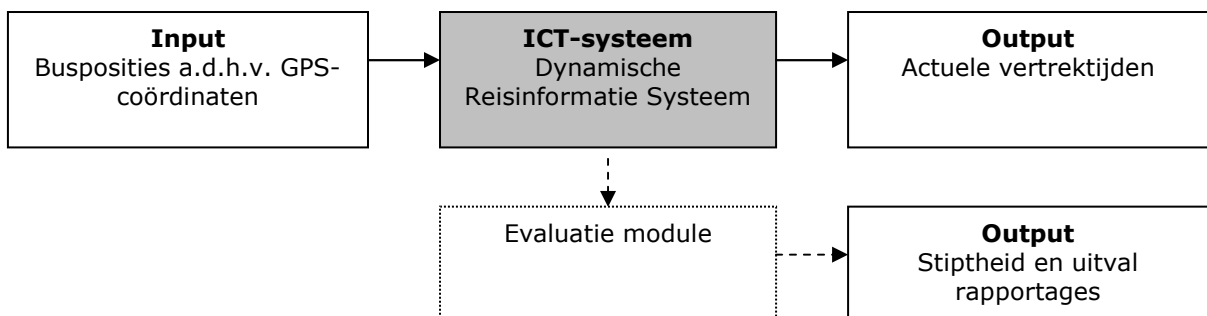 Input
Busposities a.d.h.v. GPS-
coördinaten
ICT-systeem
Dynamische
Reisinformatie Systeem
Output
Actuele vertrektijden
Evaluatie module
Output
Stiptheid en uitval
rapportages